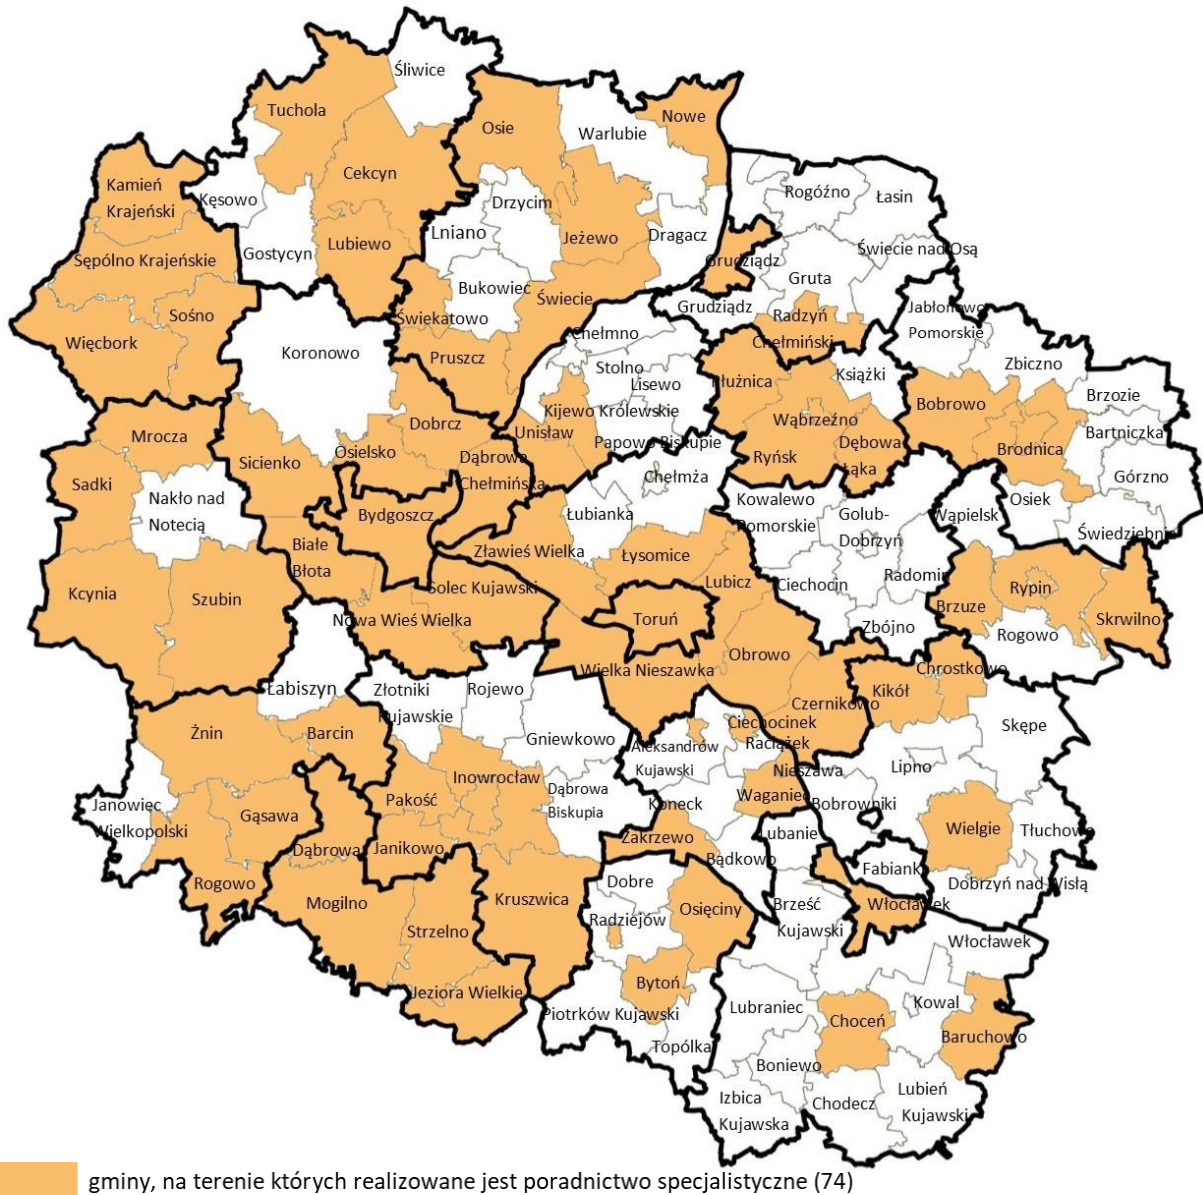 Śliwice
Tuchola
Osie
Nowe
Warlubie
Cekcyn
Kamień
Krajeński
Kęsowo
Drzycim
Rogóźno
Łasin
Lniano
Jeżewo
Dragacz
Lubiewo
Gostycyn
Sępólno Krajeńskie
Grudziądz
Świecie nad Osą
Gruta
Bukowiec
Świecie
Sośno
Świekatowo
Grudziądz
Radzyń
Chełmiński
Jabłonowo
Pomorskie
Więcbork
Koronowo
Pruszcz
Chełmno
Stolno
Lisewo
Płużnica
Książki
Zbiczno
Brzozie
Bobrowo
Kijewo Królewskie
Wąbrzeźno
Bartniczka
Mrocza
Dobrcz
Unisław
Papowo Biskupie
Dębowa
Łąka
Brodnica
Sicienko
Osielsko
Dąbrowa
Chełmińska
Ryńsk
Górzno
Sadki
Nakło nad
Notecią
Chełmża
Kowalewo
Pomorskie
Golub-
Dobrzyń
Wąpielsk
Osiek
Świedziebnia
Bydgoszcz
Łubianka
Białe
Błota
Zławieś Wielka
Łysomice
Lubicz
Ciechocin
Radomin
Rypin
Kcynia
Szubin
Solec Kujawski
Nowa Wieś Wielka
Toruń
Zbójno
Brzuze
Rogowo
Skrwilno
Obrowo
Wielka Nieszawka
Chrostkowo
Kikół
Czernikowo
Łabiszyn
Złotniki
Kujawskie
Rojewo
Gniewkowo
Ciechocinek
Raciążek
Aleksandrów
Kujawski
Skępe
Żnin
Barcin
Inowrocław
Dąbrowa
Biskupia
Nieszawa
Waganiec
Lipno
Janowiec
Wielkopolski
Gąsawa
Pakość
Koneck
Bobrowniki
Wielgie
Tłuchowo
Dąbrowa
Janikowo
Zakrzewo
Bądkowo
Lubanie
Fabianki
Dobrzyń nad Wisłą
Rogowo
Mogilno
Kruszwica
Dobre
Osięciny
Brześć
Kujawski
Włocławek
Strzelno
Radziejów
Włocławek
Jeziora Wielkie
Bytoń
Piotrków Kujawski
Lubraniec
Choceń
Kowal
Baruchowo
Topólka
Boniewo
Izbica
Kujawska
Chodecz
Lubień
Kujawski
gminy, na terenie których realizowane jest poradnictwo specjalistyczne (74)